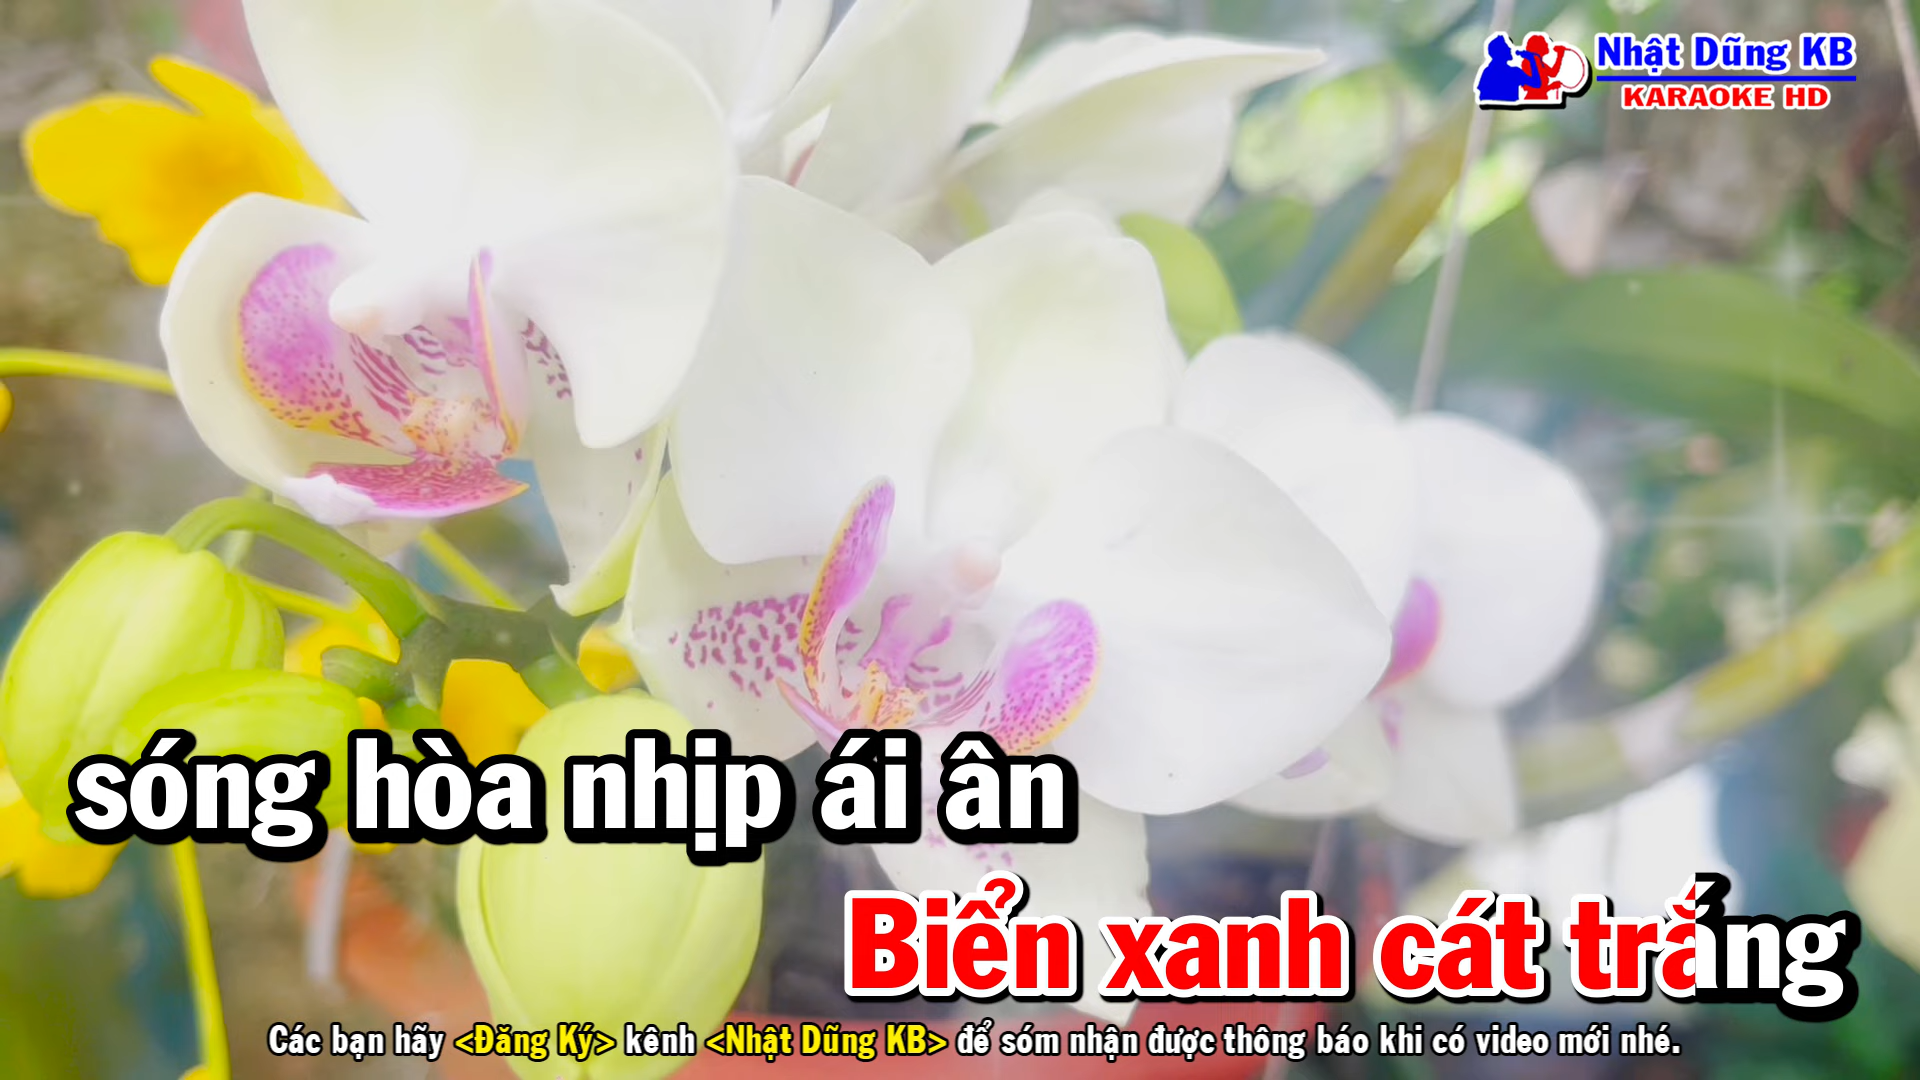 Nhật Dũng KB
KARAOKE HD
sóng hòa nhịp ái ân
Biển xanh cát trắng
Các bạn hãy <Đăng Ký> kênh <Nhật Dũng KB> để sóm nhận được thông báo khi có video mới nhé.